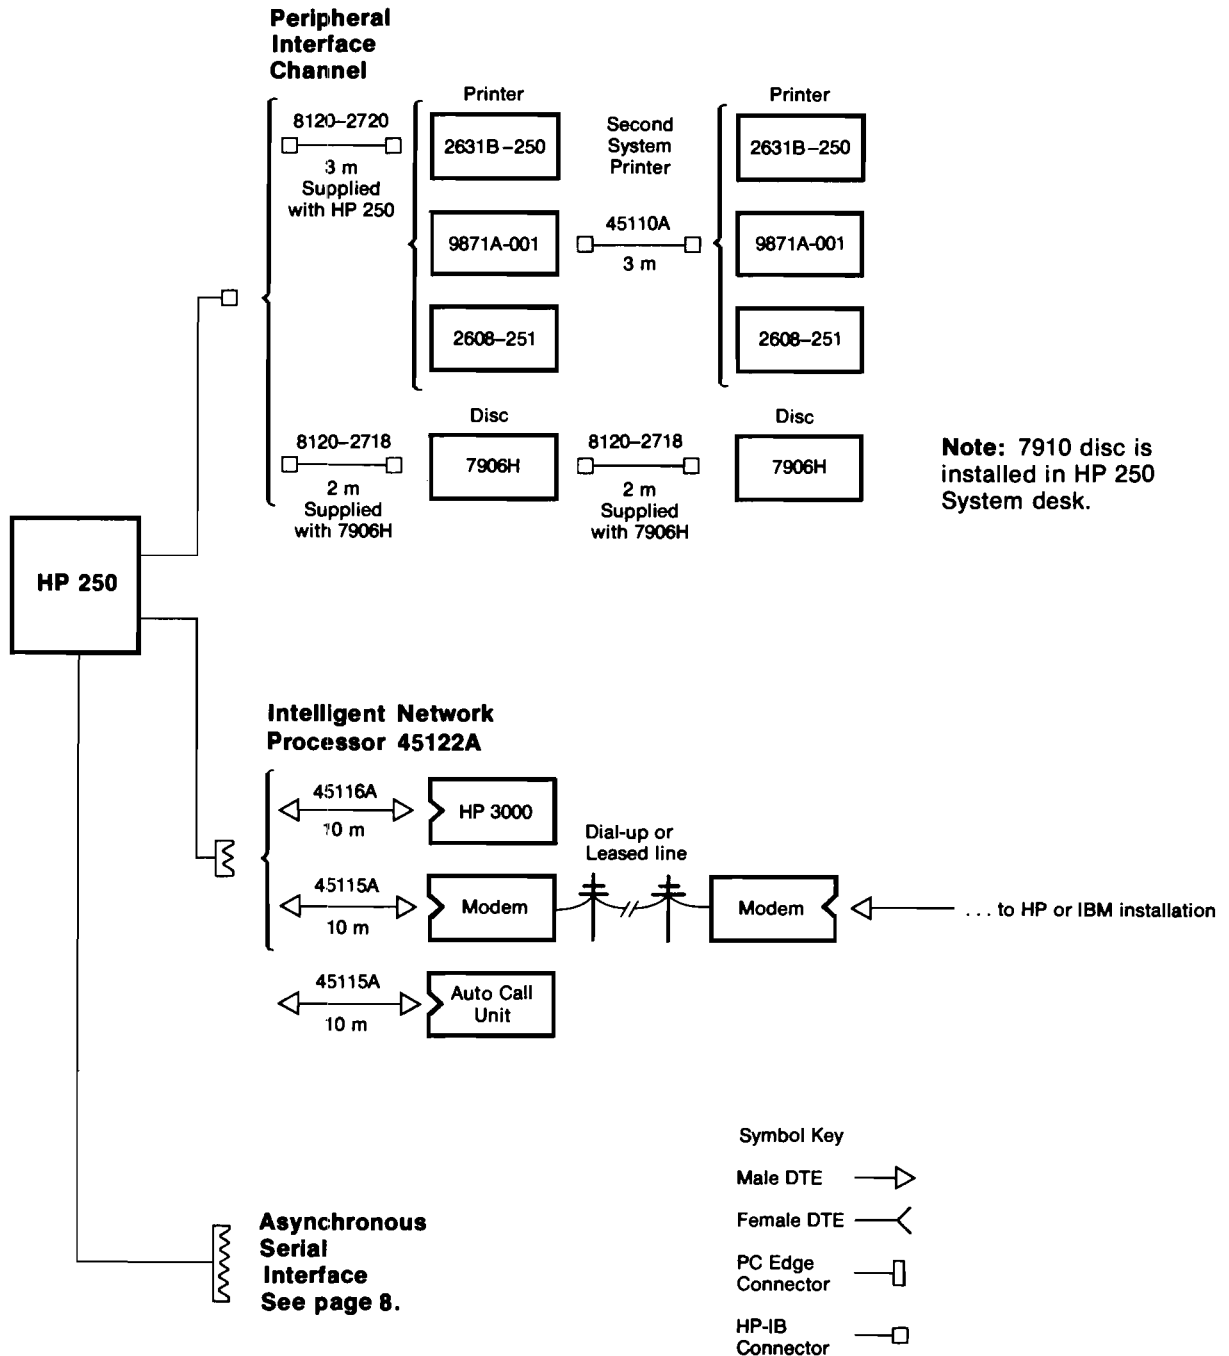 Peripheral
Interface
Channel
8120-2720
3 m
Supplied
with HP 250
Printer
2631B-250
9871A-001
2608-251
Second
System
Printer
45110A
3 m
Printer
2631B-250
9871A-001
2608-251
8120-2718
2 m
Supplied
with 7906H
Disc
7906H
8120-2718
2 m
Supplied
with 7906H
Disc
7906H
Note: 7910 disc is
installed in HP 250
System desk.
HP 250
Intelligent Network
Processor 45122A
45116A
10 m
HP 3000
45115A
10 m
Modem
Dial-up or
Leased line
Modem
... to HP or IBM installation
45115A
10 m
Auto Call
Unit
Asynchronous
Serial
Interface
See page 8.
Symbol Key
Male DTE
Female DTE
PC Edge
Connector
HP-IB
Connector